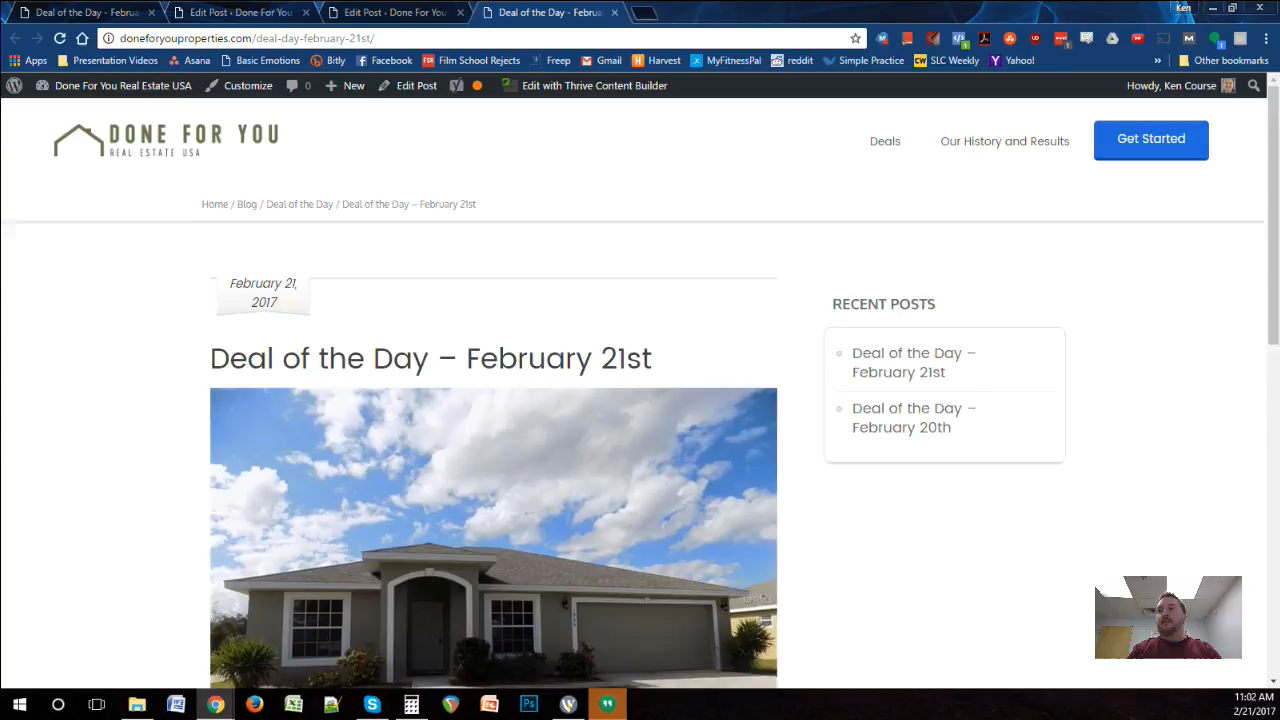 Deal of the Day - Februa
Edit Post ‹ Done For You
Edit Post ‹ Done For You
Deal of the Day - Februa
Ken
doneforyouproperties.com/deal-day-february-21st/
Apps
Presentation Videos
Asana
Basic Emotions
Bitly
Facebook
Film School Rejects
Freep
Gmail
Harvest
MyFitnessPal
reddit
Simple Practice
SLC Weekly
Yahoo!
»
Other bookmarks
Done For You Real Estate USA
Customize
0
New
Edit Post
Edit with Thrive Content Builder
Howdy, Ken Course
DONE FOR YOU
REAL ESTATE USA
Deals
Our History and Results
Get Started
Home / Blog / Deal of the Day / Deal of the Day – February 21st
February 21,
2017
RECENT POSTS
Deal of the Day – February 21st
Deal of the Day –
February 21st
Deal of the Day –
February 20th
11:02 AM
2/21/2017